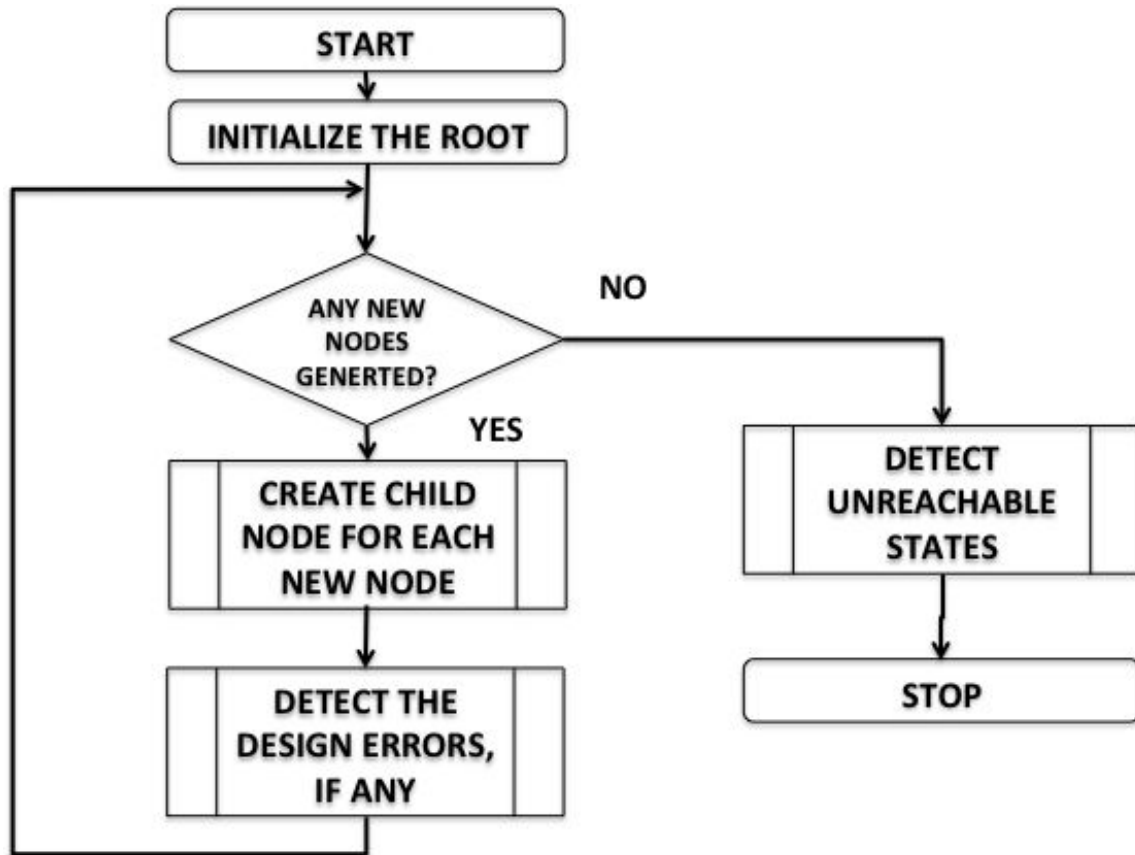 START
INITIALIZE THE ROOT
ANY NEW
NODES
GENERTED?
NO
YES
CREATE CHILD
NODE FOR EACH
NEW NODE
DETECT THE
DESIGN ERRORS,
IF ANY
DETECT
UNREACHABLE
STATES
STOP